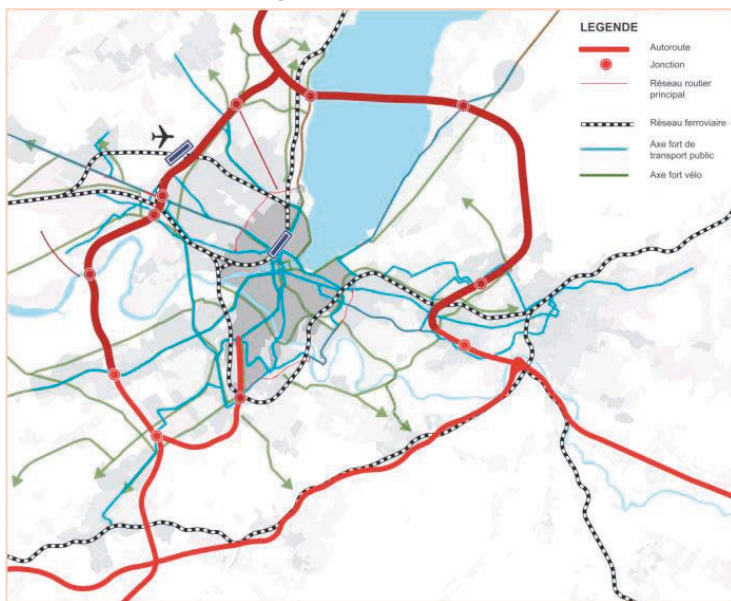 LEGENDE
Autoroute
Jonction
Réseau routier
principal
Réseau ferroviaire
Axe fort de
transport public
Axe fort vélo